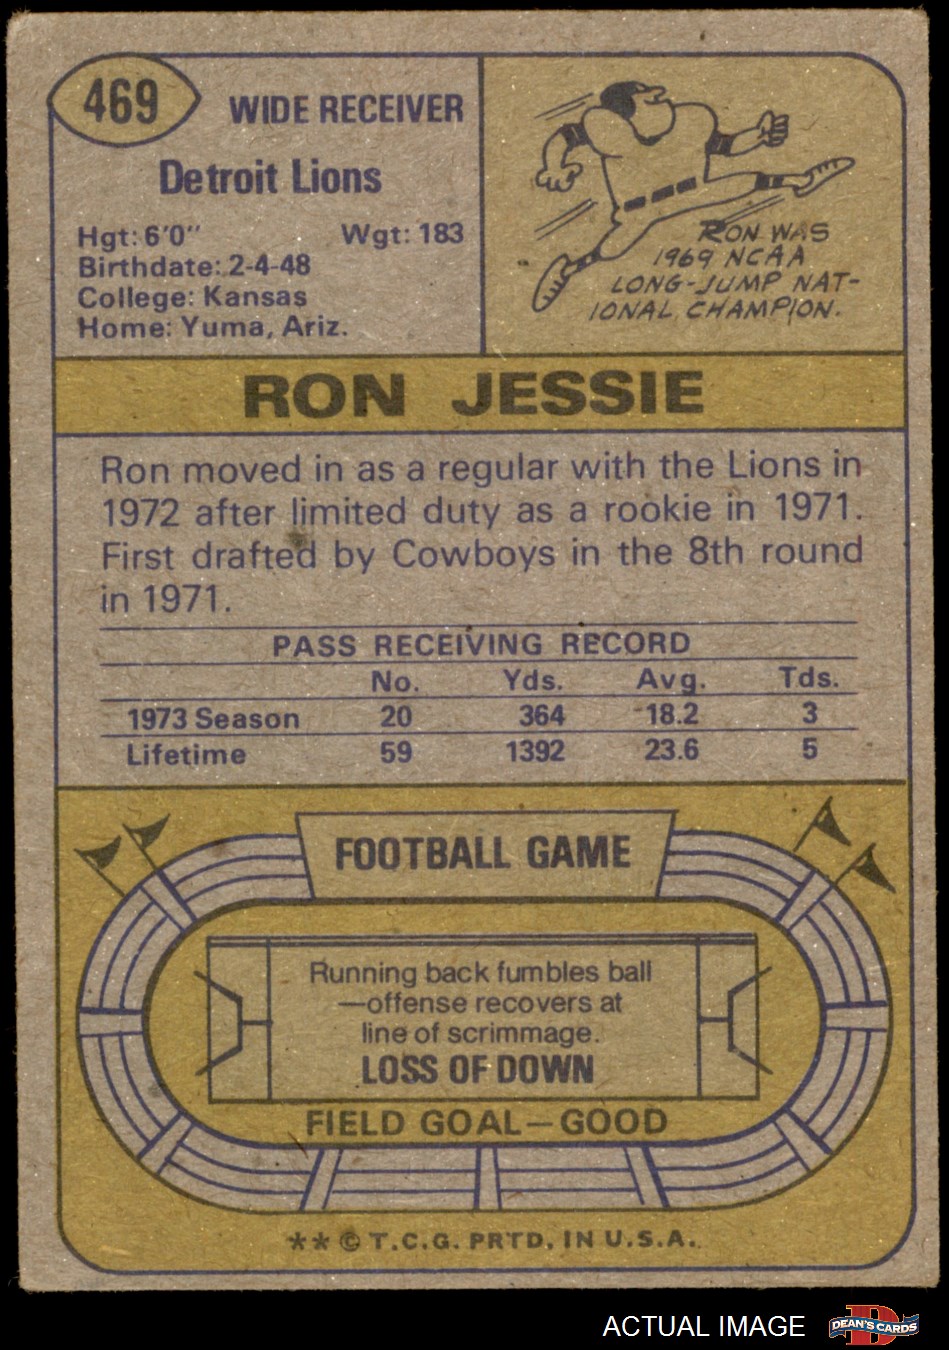 469
WIDE RECEIVER
Detroit Lions
Hgt: 6'0" Wgt: 183
Birthdate: 2-4-48
College: Kansas
Home: Yuma, Ariz.
RON WAS
1969 NCAA
LONG-JUMP NAT-
IONAL CHAMPION.
RON JESSIE
Ron moved in as a regular with the Lions in
1972 after limited duty as a rookie in 1971.
First drafted by Cowboys in the 8th round
in 1971.
PASS RECEIVING RECORD
No. Yds. Avg. Tds.
1973 Season 20 364 18.2 3
Lifetime 59 1392 23.6 5
FOOTBALL GAME
Running back fumbles ball
—offense recovers at
line of scrimmage.
LOSS OF DOWN
FIELD GOAL—GOOD
** © T.C.G. PRTD. IN U.S.A.
ACTUAL IMAGE
D
DEAN'S CARDS